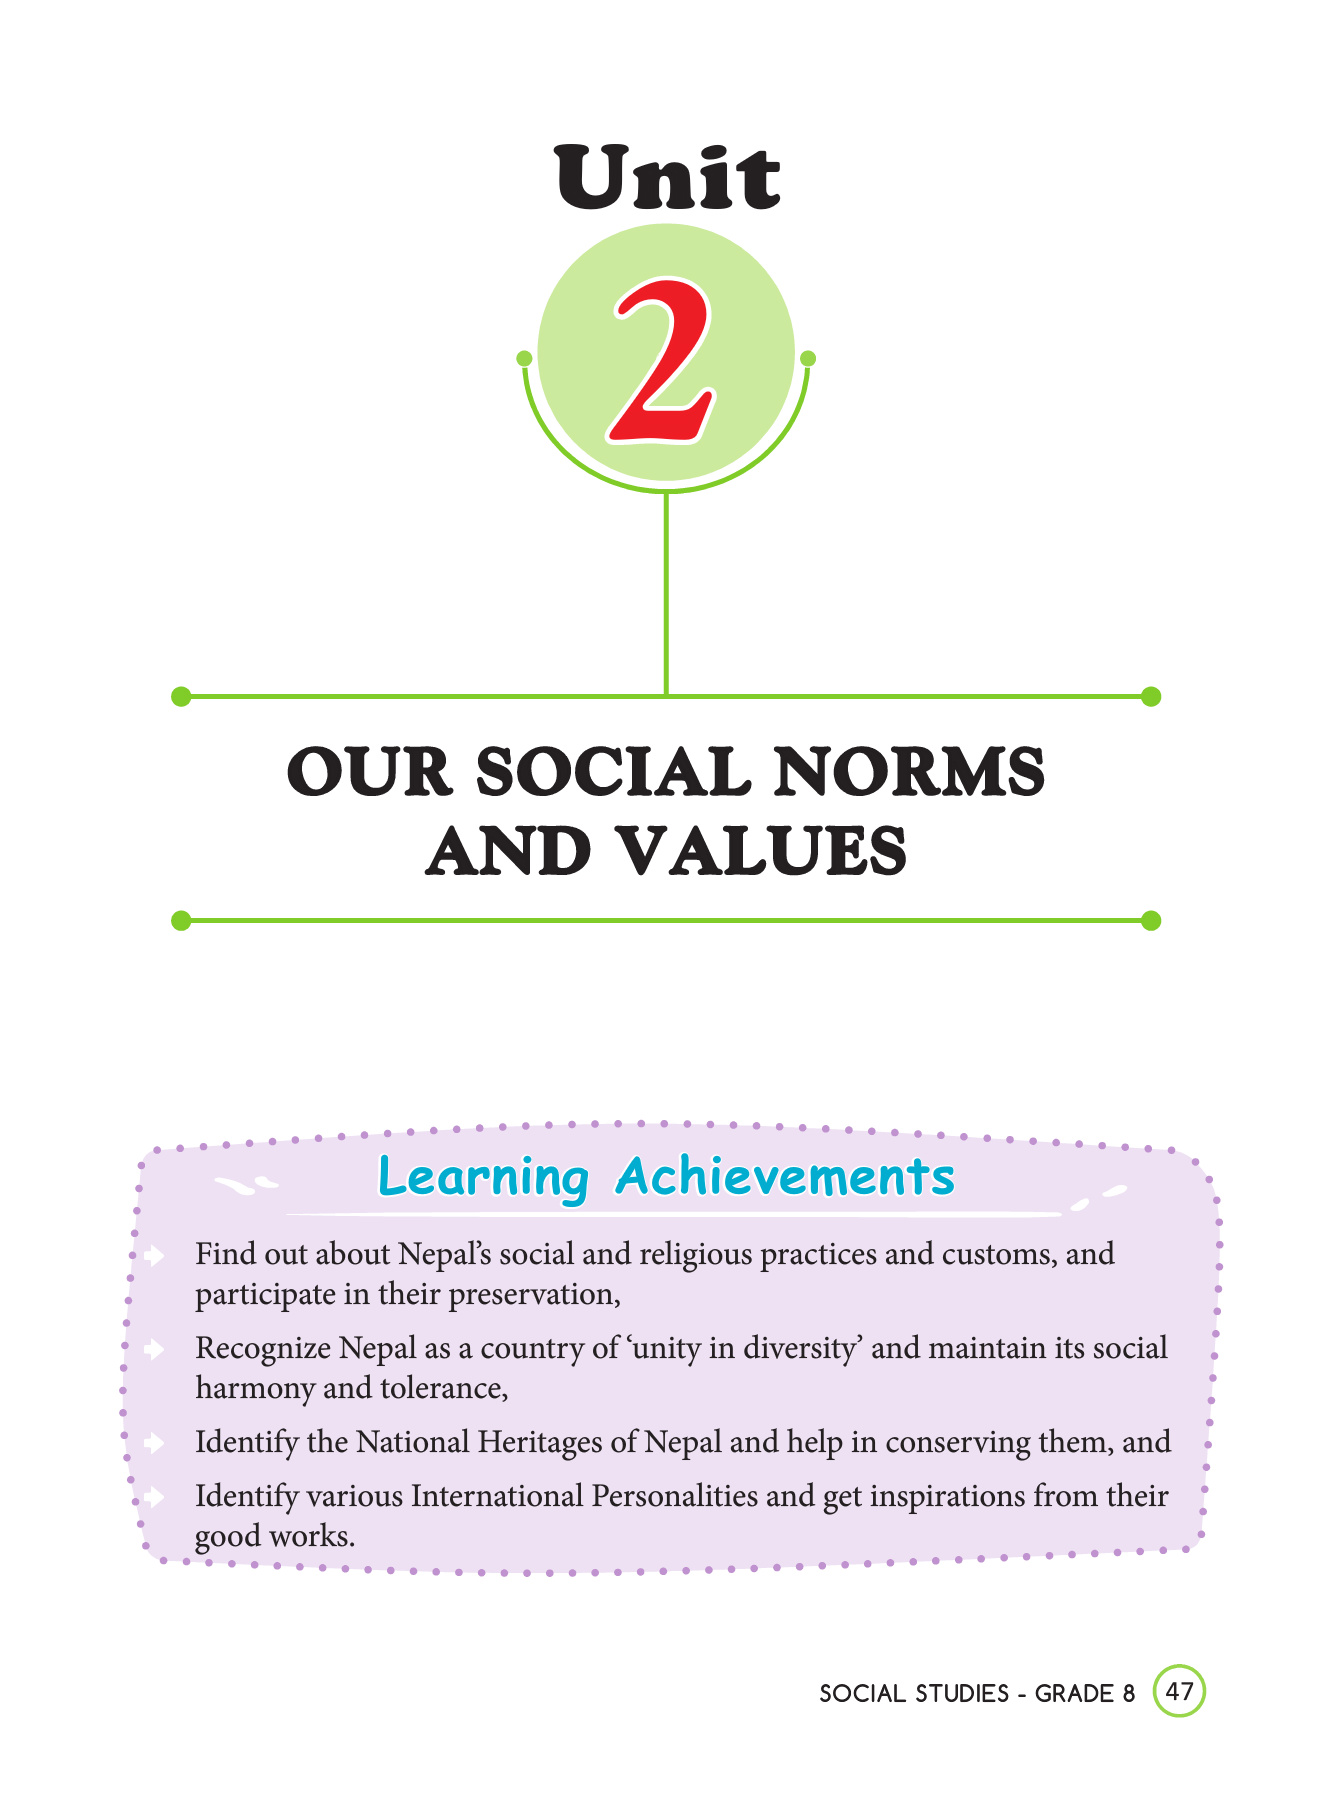 Unit
2
OUR SOCIAL NORMS
AND VALUES
Learning Achievements
Find out about Nepal’s social and religious practices and customs, and
participate in their preservation,
Recognize Nepal as a country of ‘unity in diversity’ and maintain its social
harmony and tolerance,
Identify the National Heritages of Nepal and help in conserving them, and
Identify various International Personalities and get inspirations from their
good works.
SOCIAL STUDIES - GRADE 8 47